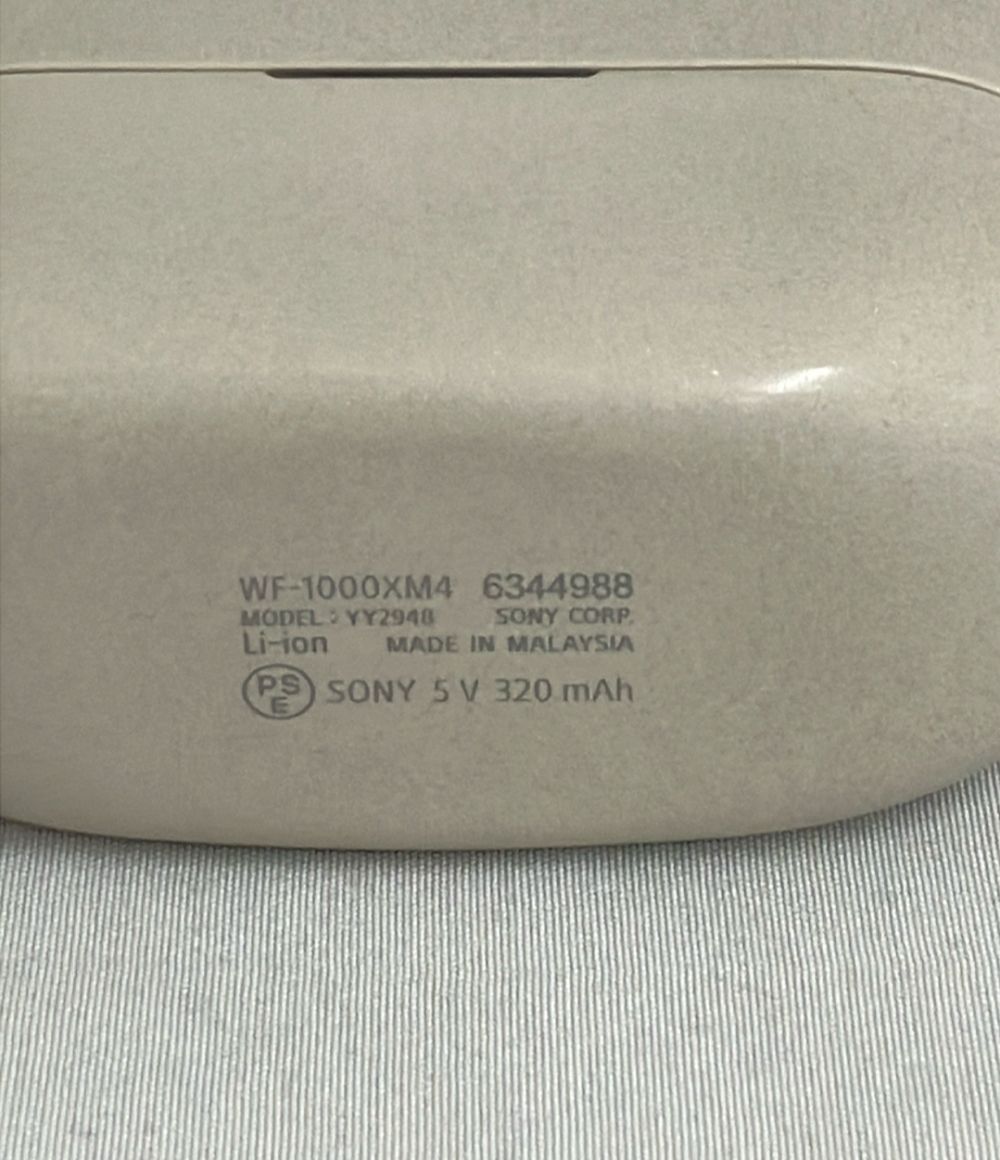 WF-1000XM4 6344988
MODEL : YY2948 SONY CORP.
Li-ion MADE IN MALAYSIA
PSE SONY 5 V 320 mAh